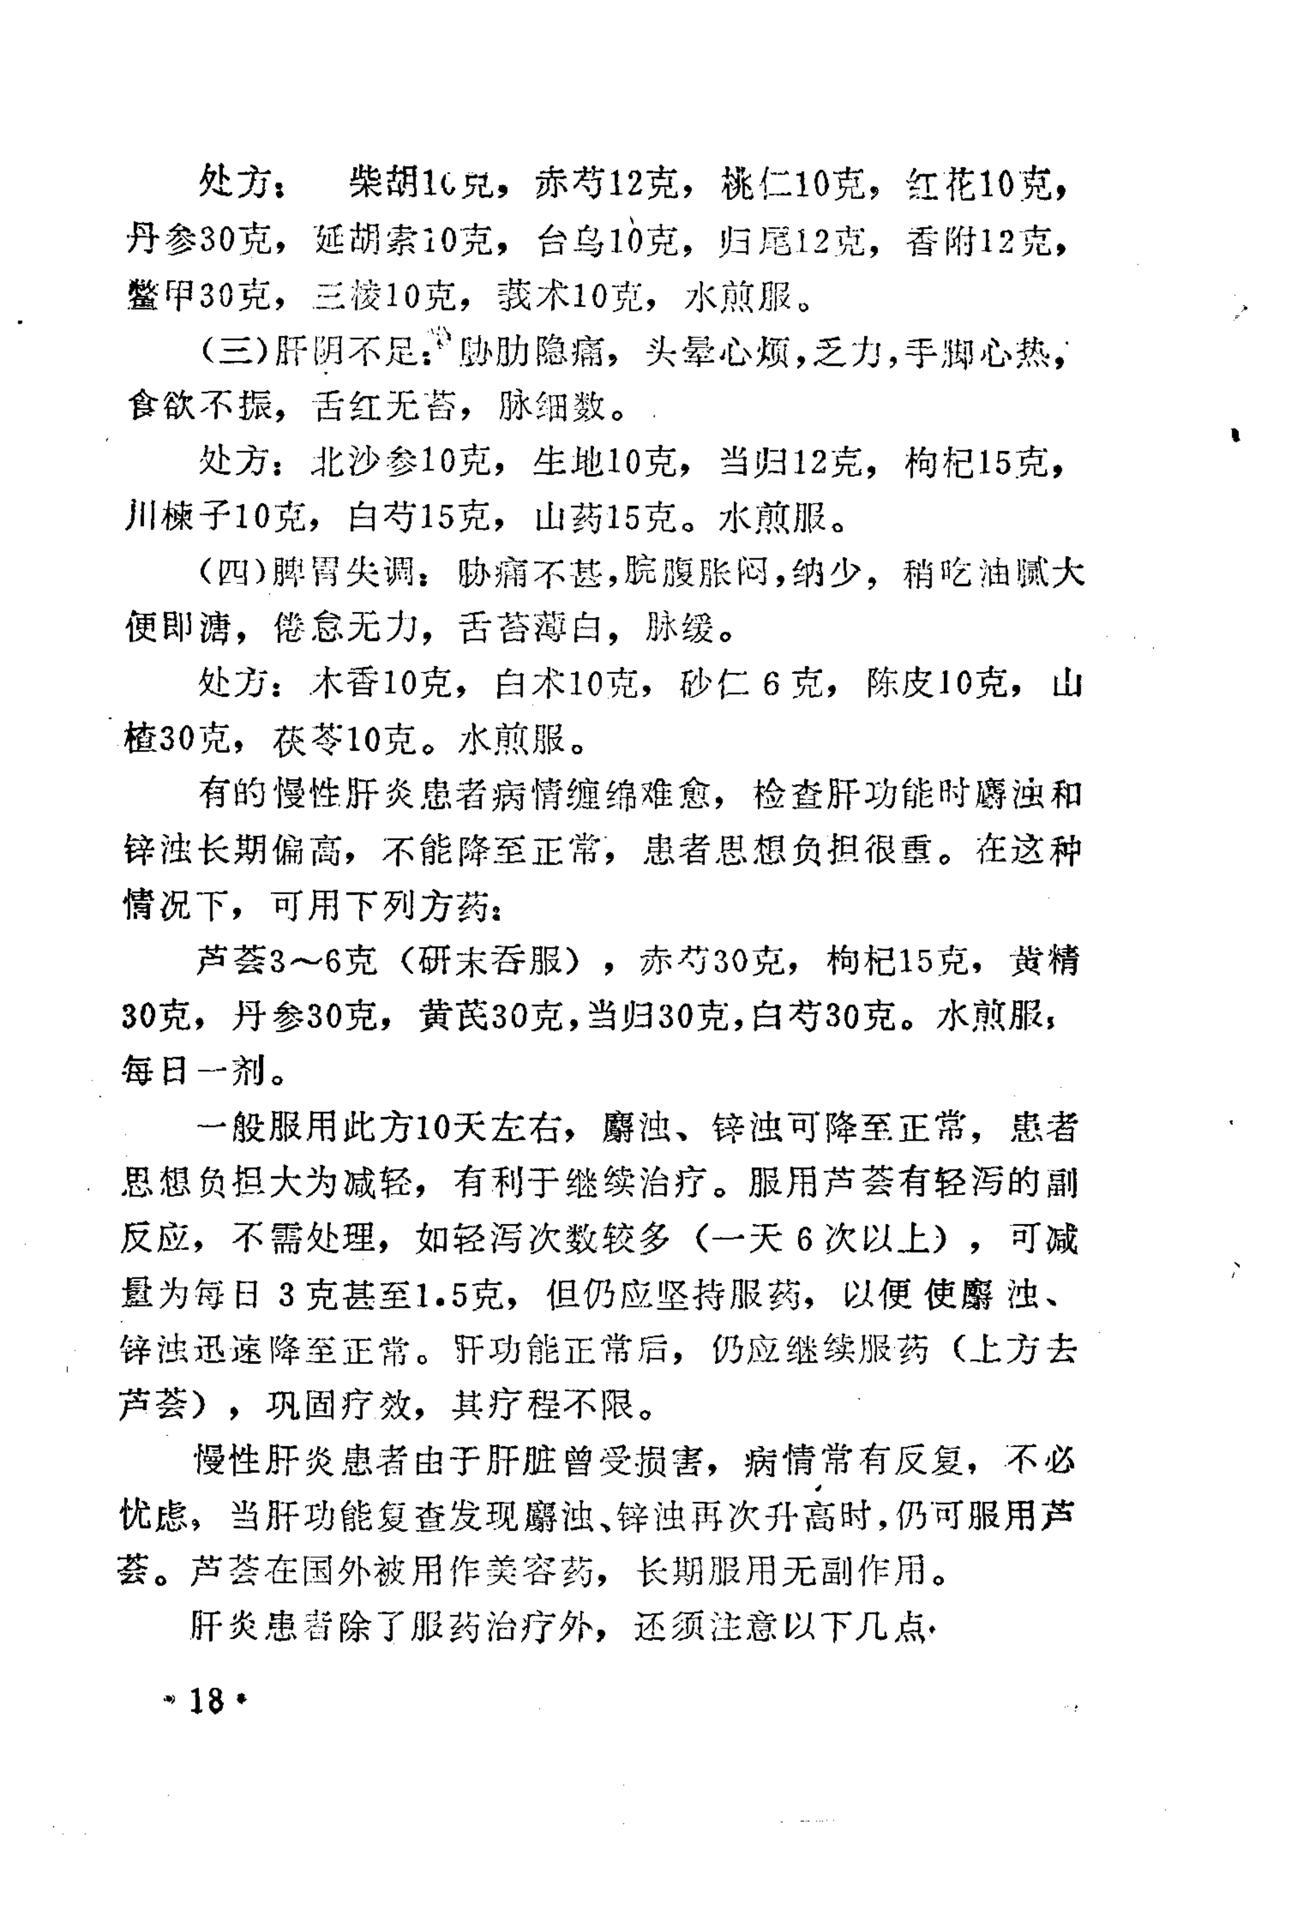 处方： 柴胡10克，赤芍12克，桃仁10克，红花10克，
丹参30克，延胡索10克，台乌10克，归尾12克，香附12克，
鳖甲30克，三棱10克，莪术10克，水煎服。
（三）肝阴不足：胁肋隐痛，头晕心烦，乏力，手脚心热，
食欲不振，舌红无苔，脉细数。
处方：北沙参10克，生地10克，当归12克，枸杞15克，
川楝子10克，白芍15克，山药15克。水煎服。
（四）脾胃失调：胁痛不甚，脘腹胀闷，纳少，稍吃油腻大
便即溏，倦怠无力，舌苔薄白，脉缓。
处方：木香10克，白术10克，砂仁6克，陈皮10克，山
楂30克，茯苓10克。水煎服。
有的慢性肝炎患者病情缠绵难愈，检查肝功能时麝浊和
锌浊长期偏高，不能降至正常，患者思想负担很重。在这种
情况下，可用下列方药：
芦荟3～6克（研末吞服），赤芍30克，枸杞15克，黄精
30克，丹参30克，黄芪30克，当归30克，白芍30克。水煎服，
每日一剂。
一般服用此方10天左右，麝浊、锌浊可降至正常，患者
思想负担大为减轻，有利于继续治疗。服用芦荟有轻泻的副
反应，不需处理，如轻泻次数较多（一天6次以上），可减
量为每日3克甚至1.5克，但仍应坚持服药，以便使麝浊、
锌浊迅速降至正常。肝功能正常后，仍应继续服药（上方去
芦荟），巩固疗效，其疗程不限。
慢性肝炎患者由于肝脏曾受损害，病情常有反复，不必
忧虑，当肝功能复查发现麝浊、锌浊再次升高时，仍可服用芦
荟。芦荟在国外被用作美容药，长期服用无副作用。
肝炎患者除了服药治疗外，还须注意以下几点·
·18·